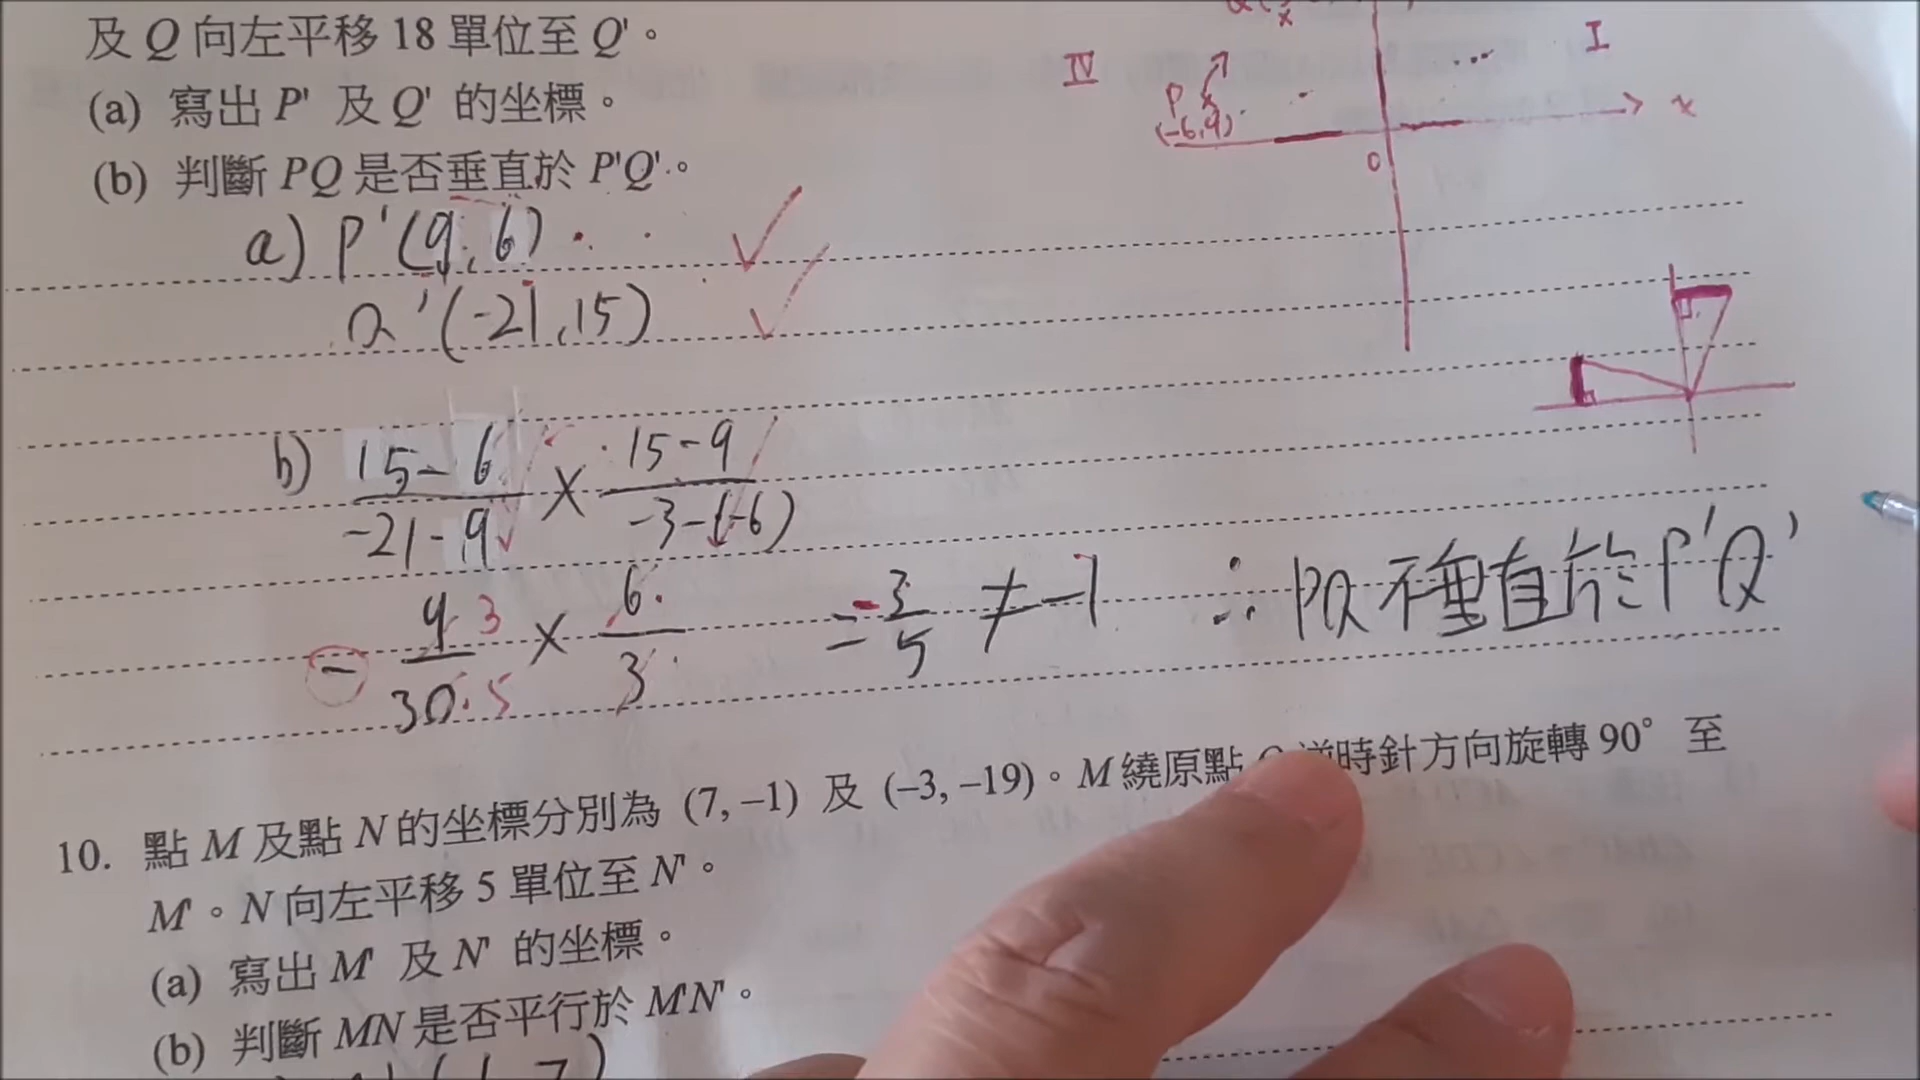 及 Q 向左平移 18 單位至 Q'。
(a) 寫出 P' 及 Q' 的坐標。
(b) 判斷 PQ 是否垂直於 P'Q'。
IV
I
P
(-6,9)
x
0
a) P'(9,6)
Q'(-21,15)
b) 15-6 / -21-9 × 15-9 / -3-(-6)
- 9 / 30 × 6 / 3 = -3/5 ≠ -1 ∴ PQ不垂直於P'Q'
3
5
10. 點 M 及點 N 的坐標分別為 (7, –1) 及 (–3, –19)。M 繞原點 時針方向旋轉 90° 至
M'。N 向左平移 5 單位至 N'。
(a) 寫出 M' 及 N' 的坐標。
(b) 判斷 MN 是否平行於 M'N'。